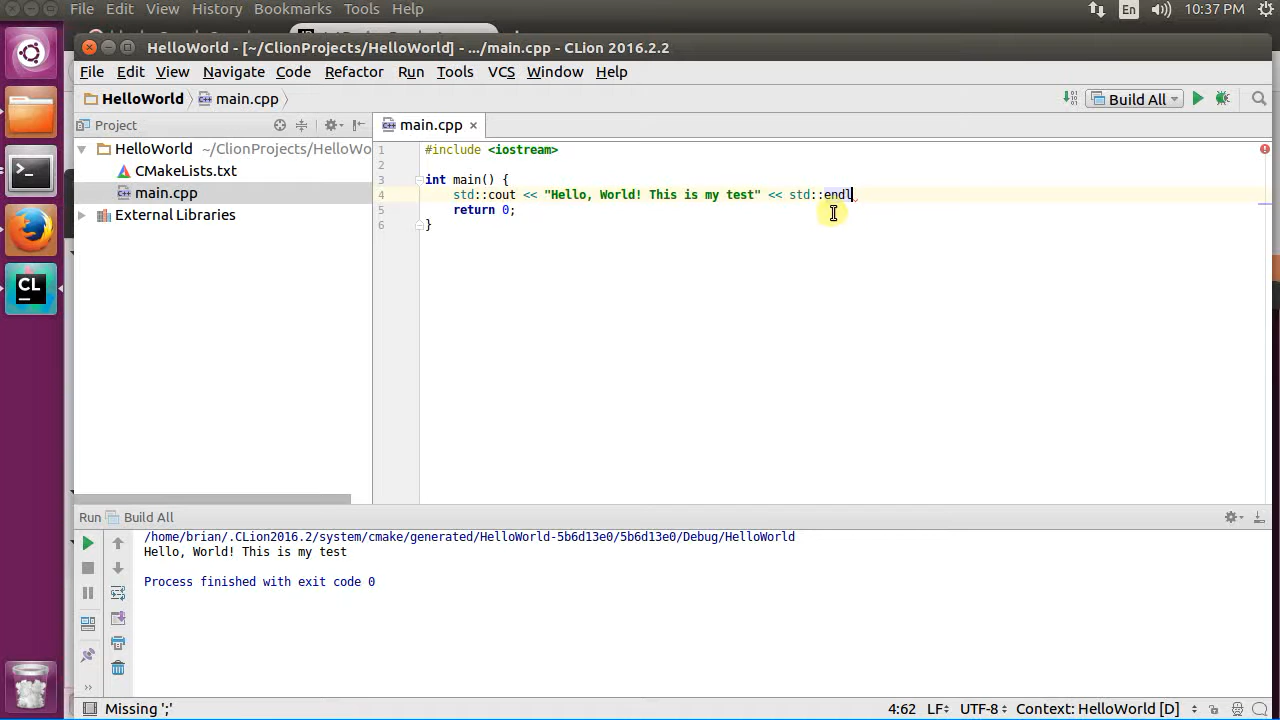 File Edit View History Bookmarks Tools Help En 10:37 PM
HelloWorld - [~/ClionProjects/HelloWorld] - .../main.cpp - CLion 2016.2.2
File Edit View Navigate Code Refactor Run Tools VCS Window Help
HelloWorld main.cpp Build All
Project main.cpp
HelloWorld ~/ClionProjects/HelloWo
CMakeLists.txt
main.cpp
External Libraries
1 #include <iostream>
2
3 int main() {
4 std::cout << "Hello, World! This is my test" << std::endl
5 return 0;
6 }
CL
Run Build All
/home/brian/.CLion2016.2/system/cmake/generated/HelloWorld-5b6d13e0/5b6d13e0/Debug/HelloWorld
Hello, World! This is my test
Process finished with exit code 0
Missing ';' 4:62 LF UTF-8 Context: HelloWorld [D]